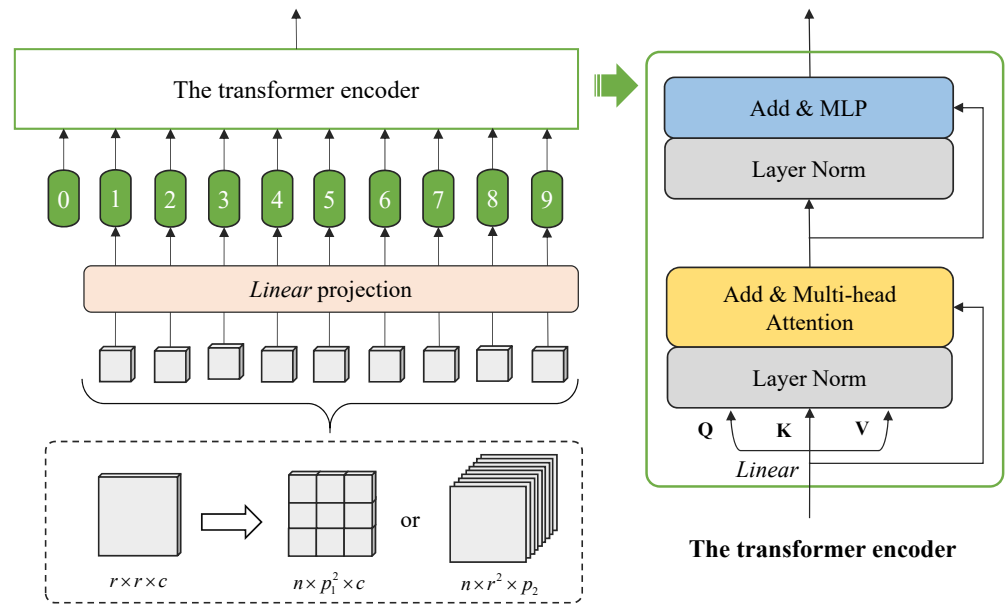 The transformer encoder
0 1 2 3 4 5 6 7 8 9
Linear projection
r × r × c
n × p₁² × c
or
n × r² × p₂
Add & MLP
Layer Norm
Add & Multi-head
Attention
Layer Norm
Q K V
Linear
The transformer encoder